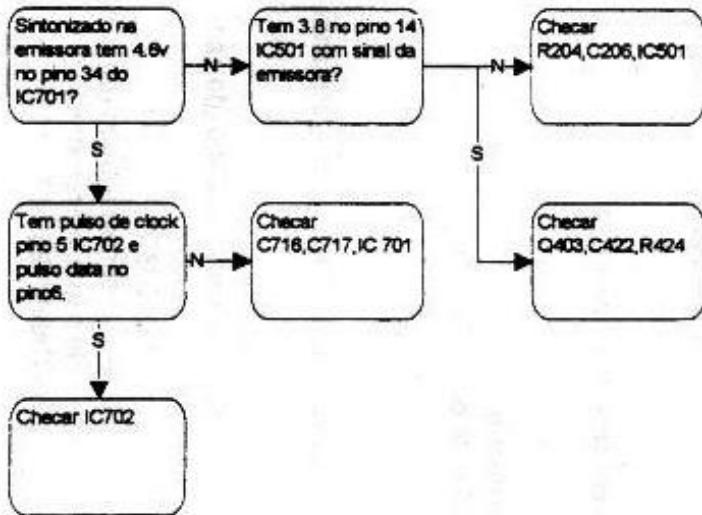 Sintonizado na
emissora tem 4.6v
no pino 34 do
IC701?
N
Tem 3.8 no pino 14
IC501 com sinal da
emissora?
N
Checar
R204,C206,IC501
S
S
Tem pulso de clock
pino 5 IC702 e
pulso data no
pino6.
N
Checar
C716,C717,IC 701
Checar
Q403,C422,R424
S
Checar IC702